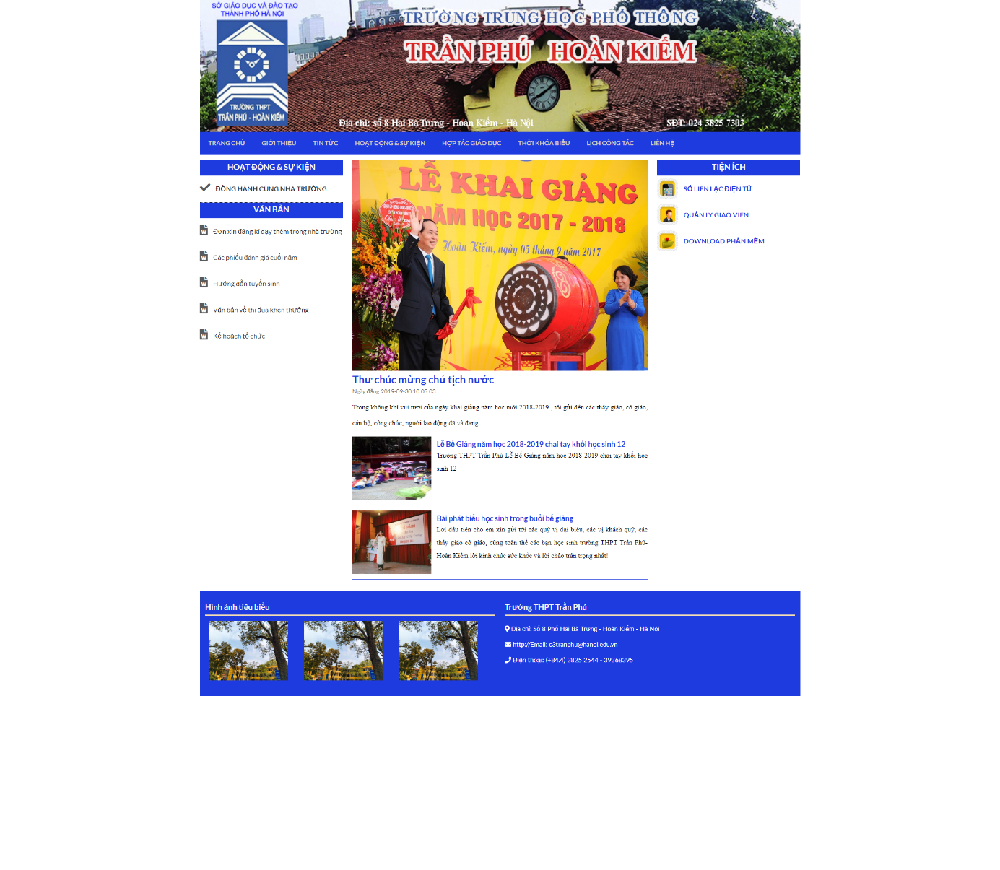 SỞ GIÁO DỤC VÀ ĐÀO TẠO
THÀNH PHỐ HÀ NỘI
TRƯỜNG TRUNG HỌC PHỔ THÔNG
TRẦN PHÚ HOÀN KIẾM
TRƯỜNG THPT
TRẦN PHÚ - HOÀN KIẾM
Địa chỉ: số 8 Hai Bà Trưng - Hoàn Kiếm - Hà Nội
SĐT: 024 3825 7303
TRANG CHỦ GIỚI THIỆU TIN TỨC HOẠT ĐỘNG & SỰ KIỆN HỢP TÁC GIÁO DỤC THỜI KHÓA BIỂU LỊCH CÔNG TÁC LIÊN HỆ
HOẠT ĐỘNG & SỰ KIỆN
ĐỒNG HÀNH CÙNG NHÀ TRƯỜNG
VĂN BẢN
Đơn xin đăng kí dạy thêm trong nhà trường
Các phiếu đánh giá cuối năm
Hướng dẫn tuyển sinh
Văn bản về thi đua khen thưởng
Kế hoạch tổ chức
LỄ KHAI GIẢNG
NĂM HỌC 2017 - 2018
Hoàn Kiếm, ngày 05 tháng 9 năm 2017
Thư chúc mừng chủ tịch nước
Ngày đăng:2019-09-30 10:05:03
Trong không khí vui tươi của ngày khai giảng năm học mới 2018-2019 , tôi gửi đến các thầy giáo, cô giáo,
cán bộ, công chức, người lao động đã và đang
Lễ Bế Giảng năm học 2018-2019 chai tay khối học sinh 12
Trường THPT Trần Phú-Lễ Bế Giảng năm học 2018-2019 chai tay khối học
sinh 12
Bài phát biểu học sinh trong buổi bế giảng
Lơi đầu tiên cho em xin gửi tới các quý vị đại biểu, các vị khách quý, các
thầy giáo cô giáo, cùng toàn thể các bạn học sinh trường THPT Trần Phú-
Hoàn Kiếm lời kính chúc sức khỏe và lời chào trân trọng nhất!
TIỆN ÍCH
SỔ LIÊN LẠC ĐIỆN TỬ
QUẢN LÝ GIÁO VIÊN
DOWNLOAD PHẦN MỀM
Hình ảnh tiêu biểu
Trường THPT Trần Phú
Địa chỉ: Số 8 Phố Hai Bà Trưng - Hoàn Kiếm - Hà Nội
http://Email: c3tranphu@hanoi.edu.vn
Điện thoại: (+84.4) 3825 2544 - 39368395